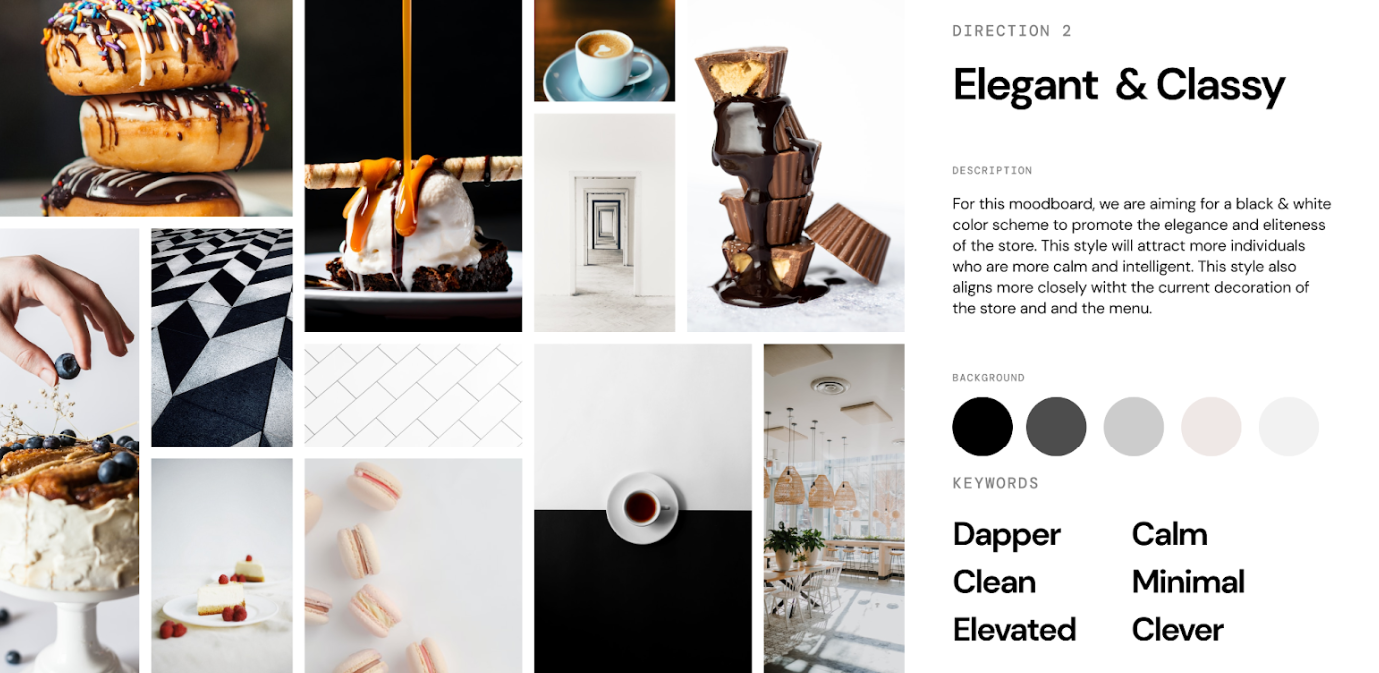 DIRECTION 2
Elegant & Classy
DESCRIPTION
For this moodboard, we are aiming for a black & white
color scheme to promote the elegance and eliteness
of the store. This style will attract more individuals
who are more calm and intelligent. This style also
aligns more closely witht the current decoration of
the store and and the menu.
BACKGROUND
KEYWORDS
Dapper Calm
Clean Minimal
Elevated Clever